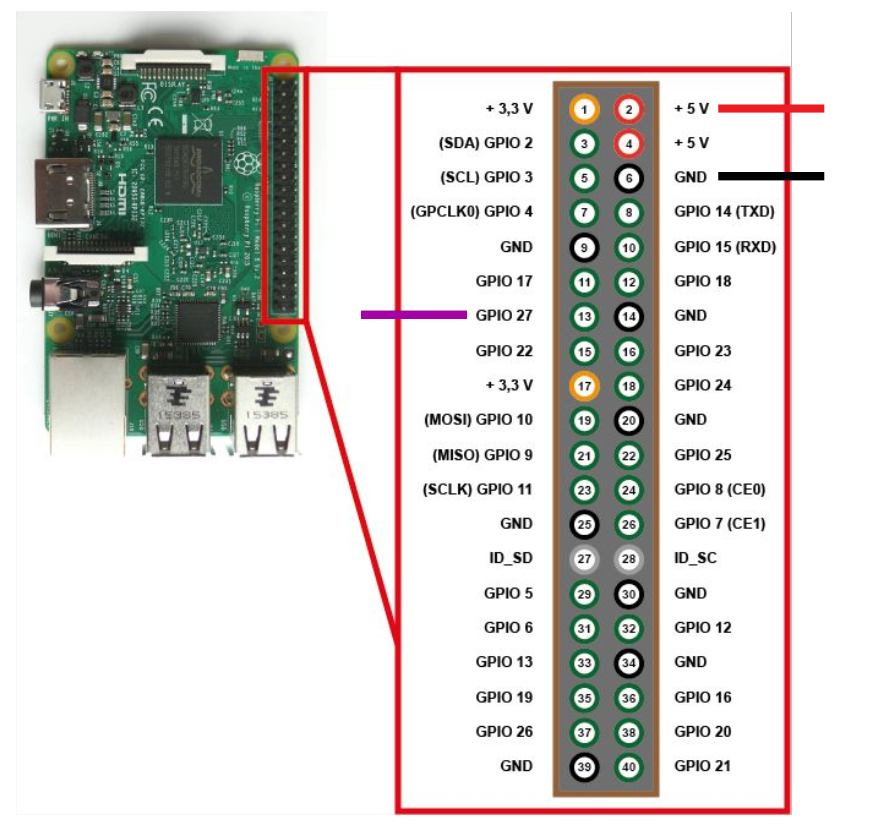 DISPLAY
PWR IN
HDMI
15385
15385
+ 3,3 V 1 2 + 5 V
(SDA) GPIO 2 3 4 + 5 V
(SCL) GPIO 3 5 6 GND
(GPCLK0) GPIO 4 7 8 GPIO 14 (TXD)
GND 9 10 GPIO 15 (RXD)
GPIO 17 11 12 GPIO 18
GPIO 27 13 14 GND
GPIO 22 15 16 GPIO 23
+ 3,3 V 17 18 GPIO 24
(MOSI) GPIO 10 19 20 GND
(MISO) GPIO 9 21 22 GPIO 25
(SCLK) GPIO 11 23 24 GPIO 8 (CE0)
GND 25 26 GPIO 7 (CE1)
ID_SD 27 28 ID_SC
GPIO 5 29 30 GND
GPIO 6 31 32 GPIO 12
GPIO 13 33 34 GND
GPIO 19 35 36 GPIO 16
GPIO 26 37 38 GPIO 20
GND 39 40 GPIO 21